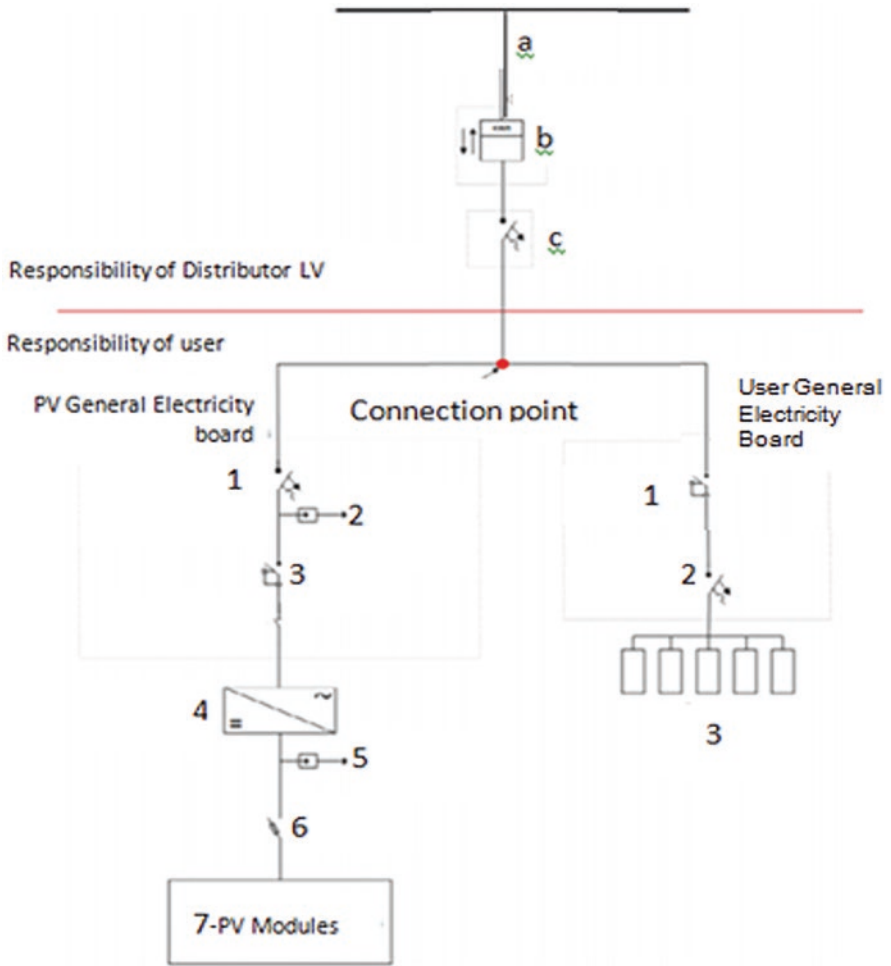 a
b
c
Responsibility of Distributor LV
Responsibility of user
PV General Electricity
board
Connection point
User General
Electricity
Board
1
2
3
4
=
~
5
6
7-PV Modules
1
2
3